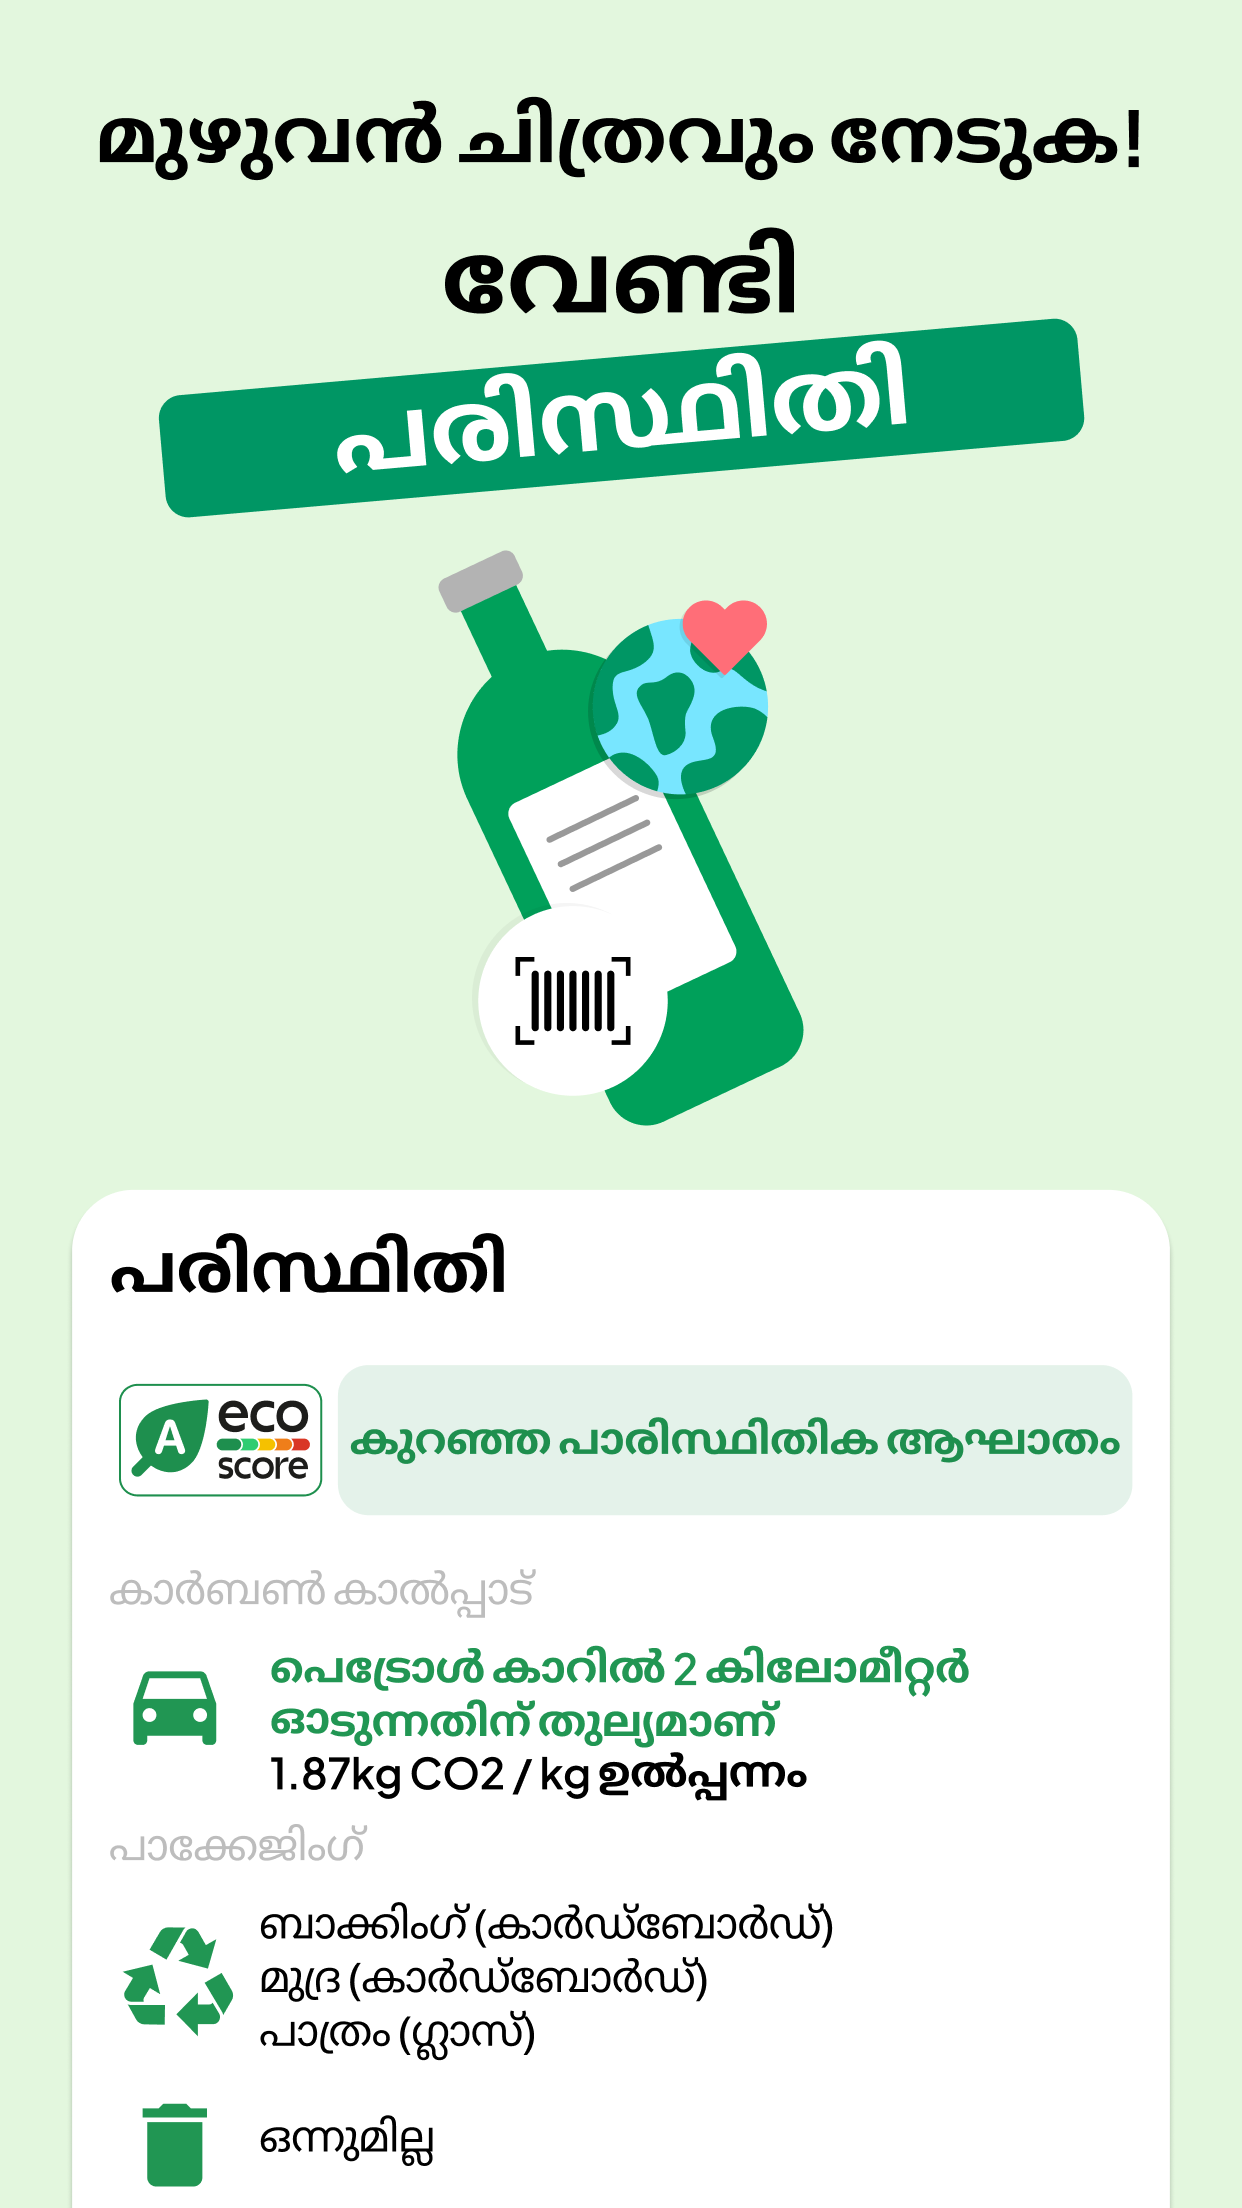 മുഴുവൻ ചിത്രവും നേടുക!
വേണ്ടി
പരിസ്ഥിതി
പരിസ്ഥിതി
A eco
score
കുറഞ്ഞ പാരിസ്ഥിതിക ആഘാതം
കാർബൺ കാൽപ്പാട്
പെട്രോൾ കാറിൽ 2 കിലോമീറ്റർ
ഓടുന്നതിന് തുല്യമാണ്
1.87kg CO2 / kg ഉൽപ്പന്നം
പാക്കേജിംഗ്
ബാക്കിംഗ് (കാർഡ്ബോർഡ്)
മുദ്ര (കാർഡ്ബോർഡ്)
പാത്രം (ഗ്ലാസ്)
ഒന്നുമില്ല